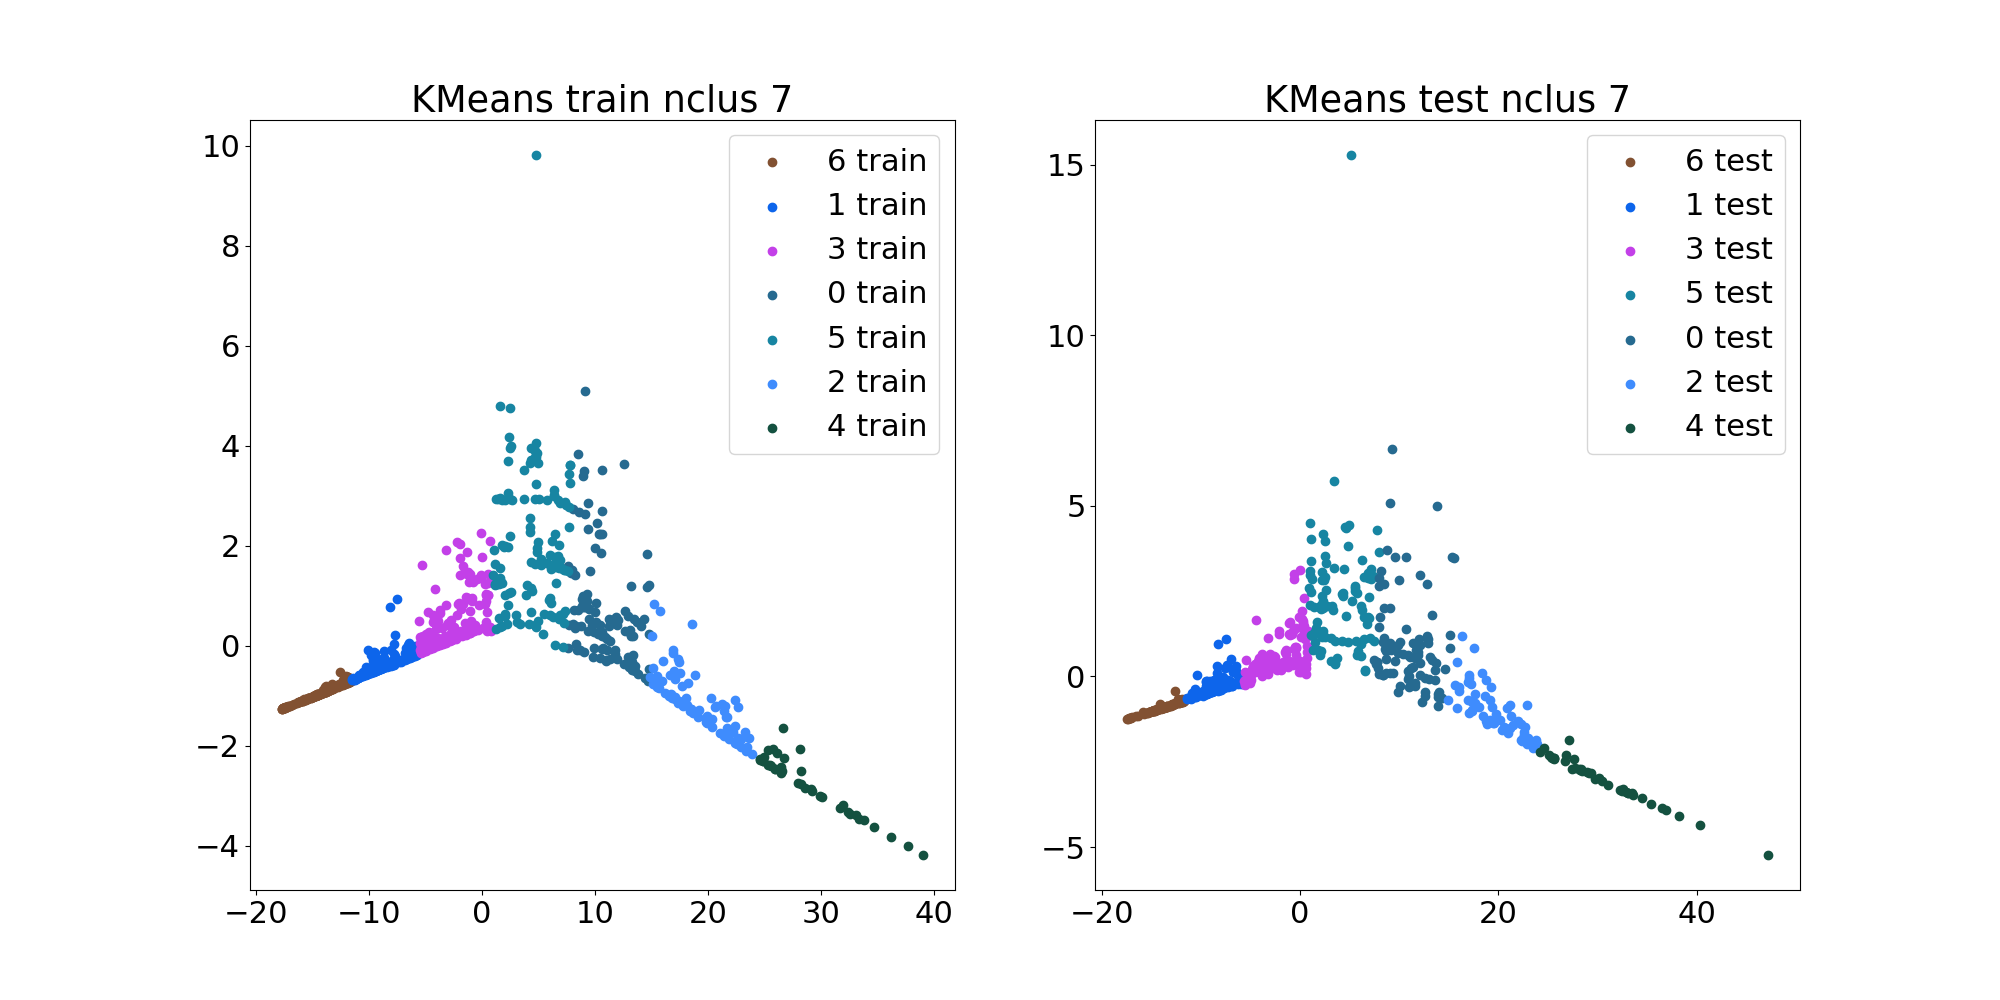 KMeans train nclus 7
10
8
6
4
2
0
−2
−4
−20
−10
0
10
20
30
40
6 train
1 train
3 train
0 train
5 train
2 train
4 train
KMeans test nclus 7
15
10
5
0
−5
−20
0
20
40
6 test
1 test
3 test
5 test
0 test
2 test
4 test